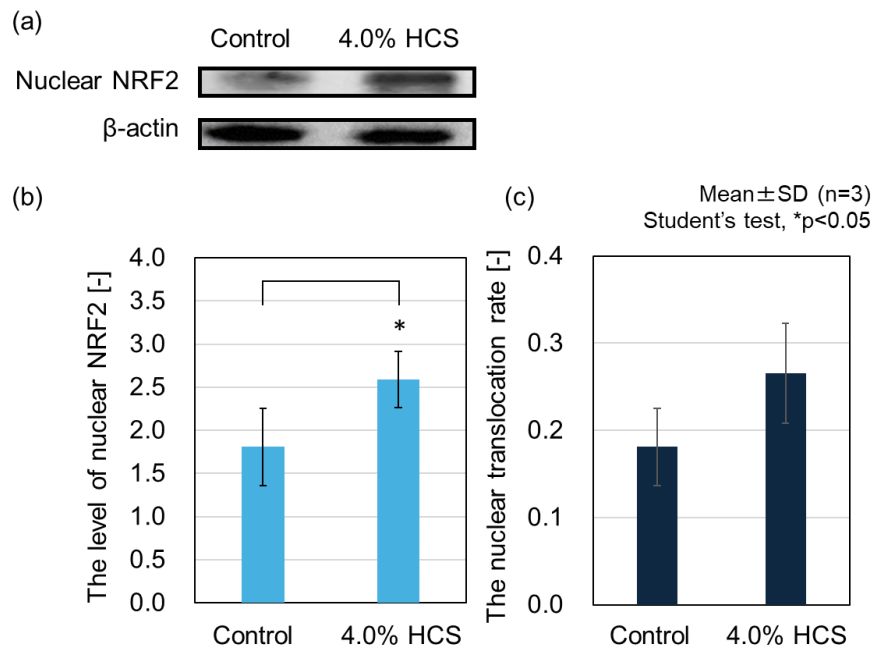 (a)
Control 4.0% HCS
Nuclear NRF2
β-actin
(b)
The level of nuclear NRF2 [-]
4.0
3.5
3.0
2.5
2.0
1.5
1.0
0.5
0.0
*
Control 4.0% HCS
(c)
Mean±SD (n=3)
Student's test, *p<0.05
The nuclear translocation rate [-]
0.4
0.3
0.2
0.1
0.0
Control 4.0% HCS